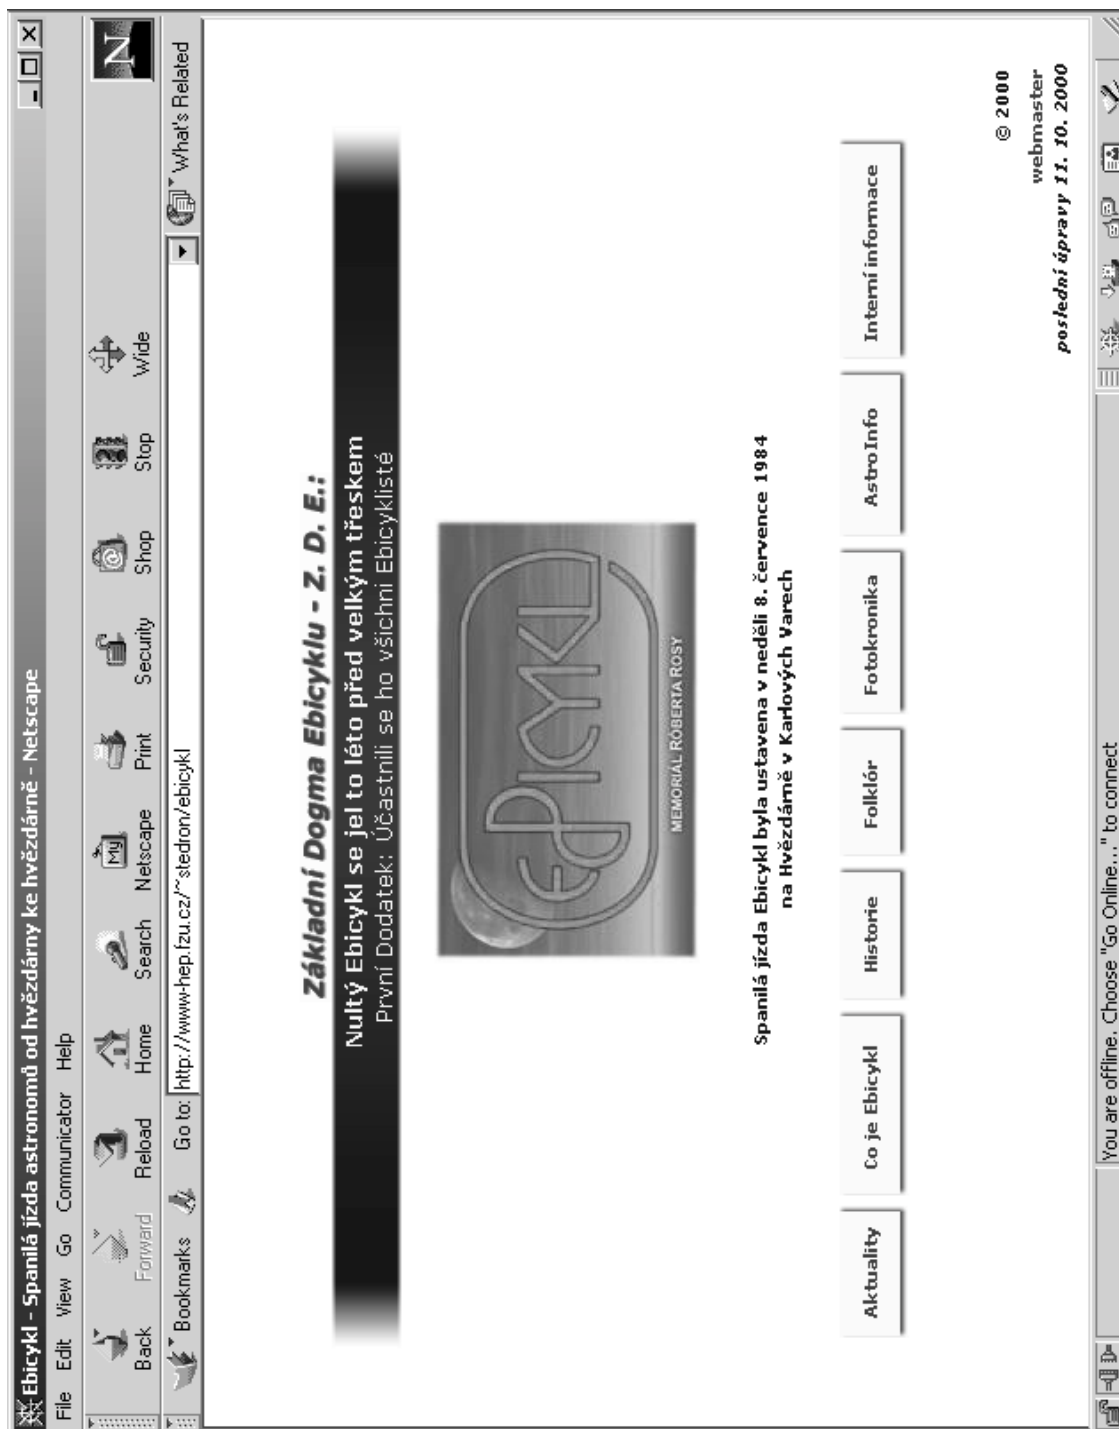 Ebicykl - Spanilá jízda astronomů od hvězdárny ke hvězdárně - Netscape
File Edit View Go Communicator Help
Back Forward Reload Home Search Netscape Print Security Shop Stop Wide
My
N
Bookmarks Go to: http://www-hep.fzu.cz/~stedron/ebicykl What's Related
Základní Dogma Ebicyklu - Z. D. E.:
Nultý Ebicykl se jel to léto před velkým třeskem
První Dodatek: Účastnili se ho všichni Ebicyklisté
EPICYKL
MEMORIÁL RÓBERTA ROSY
Spanilá jízda Ebicykl byla ustavena v neděli 8. července 1984
na Hvězdárně v Karlových Varech
Aktuality Co je Ebicykl Historie Folklór Fotokronika AstroInfo Interní informace
© 2000
webmaster
poslední úpravy 11. 10. 2000
You are offline. Choose "Go Online..." to connect